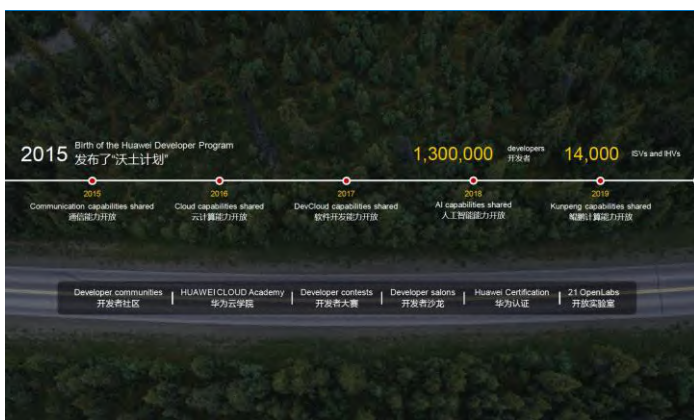 2015 Birth of the Huawei Developer Program
发布了“沃土计划”
1,300,000 developers
开发者
14,000 ISVs and IHVs
2015
Communication capabilities shared
通信能力开放
2016
Cloud capabilities shared
云计算能力开放
2017
DevCloud capabilities shared
软件开发能力开放
2018
AI capabilities shared
人工智能能力开放
2019
Kunpeng capabilities shared
鲲鹏计算能力开放
Developer communities
开发者社区
HUAWEI CLOUD Academy
华为云学院
Developer contests
开发者大赛
Developer salons
开发者沙龙
Huawei Certification
华为认证
21 OpenLabs
开放实验室